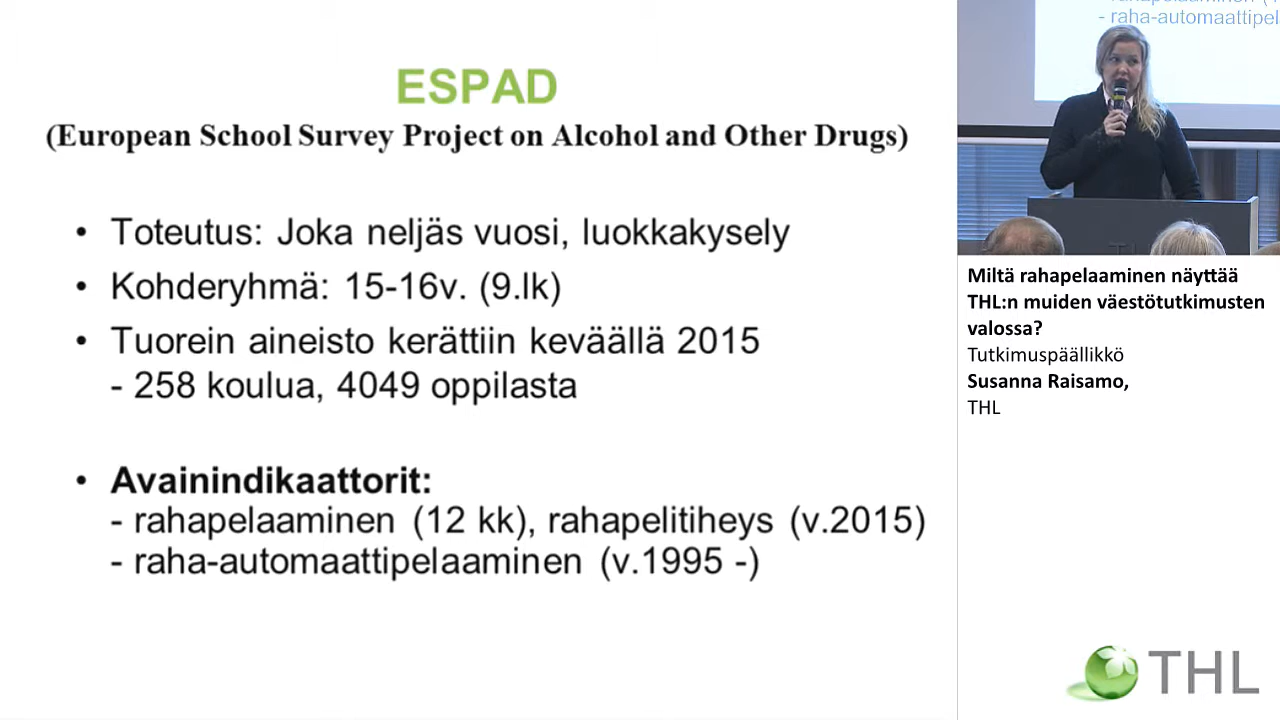 ESPAD
(European School Survey Project on Alcohol and Other Drugs)
• Toteutus: Joka neljäs vuosi, luokkakysely
• Kohderyhmä: 15-16v. (9.lk)
• Tuorein aineisto kerättiin keväällä 2015
- 258 koulua, 4049 oppilasta
• Avainindikaattorit:
- rahapelaaminen (12 kk), rahapelitiheys (v.2015)
- raha-automaattipelaaminen (v.1995 -)
- raha-automaattipel
Miltä rahapelaaminen näyttää
THL:n muiden väestötutkimusten
valossa?
Tutkimuspäällikkö
Susanna Raisamo,
THL
THL